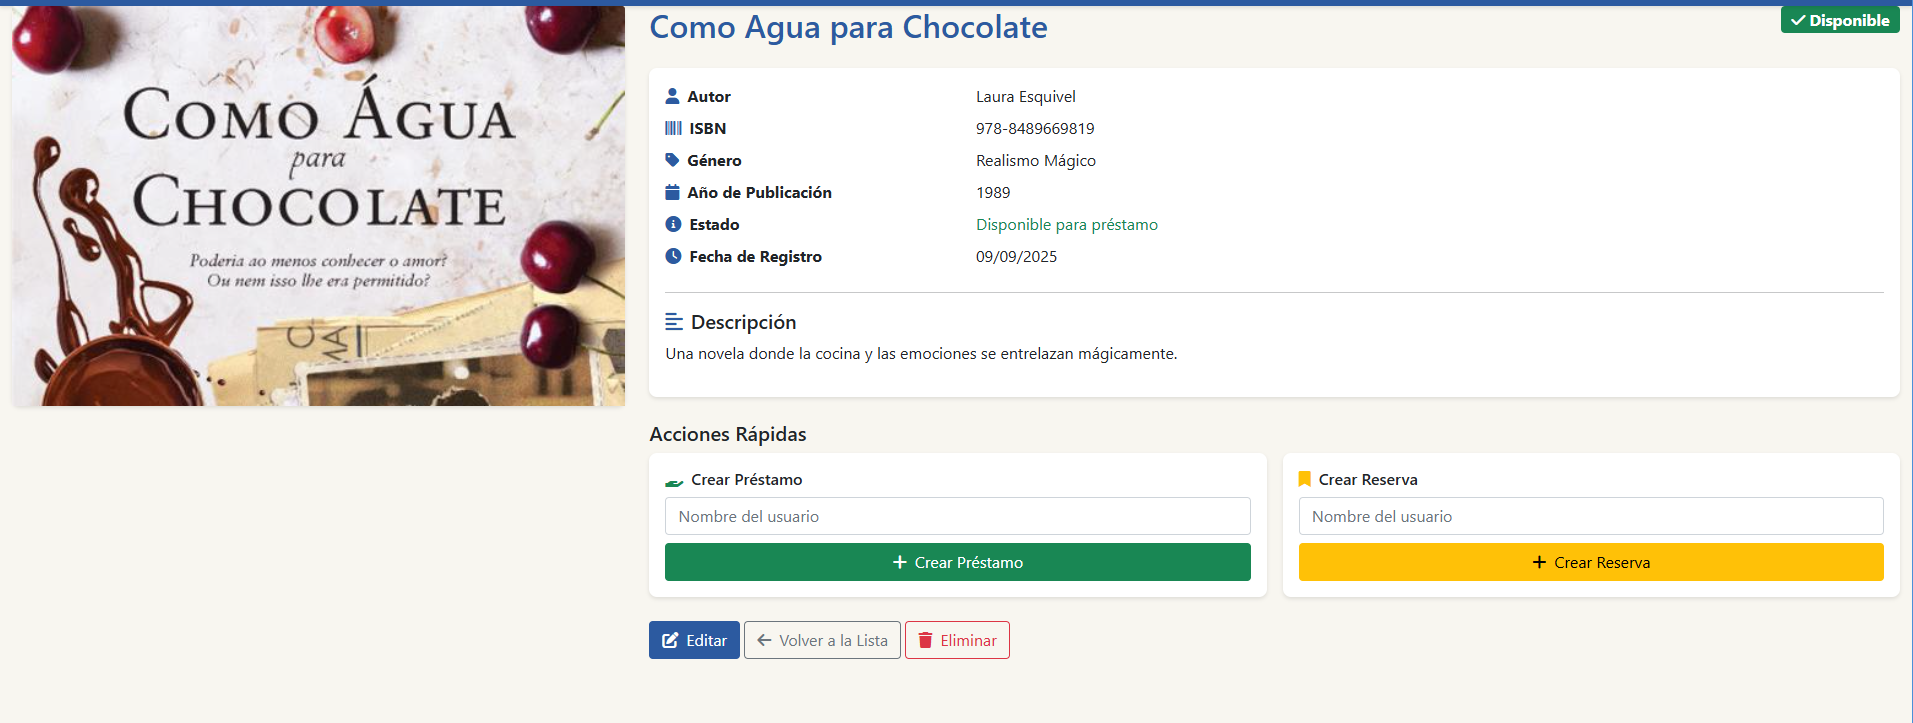 COMO ÁGUA
para
CHOCOLATE
Poderia ao menos conhecer o amor?
Ou nem isso lhe era permitido?
Como Agua para Chocolate
Disponible
Autor Laura Esquivel
ISBN 978-8489669819
Género Realismo Mágico
Año de Publicación 1989
Estado Disponible para préstamo
Fecha de Registro 09/09/2025
Descripción
Una novela donde la cocina y las emociones se entrelazan mágicamente.
Acciones Rápidas
Crear Préstamo
Nombre del usuario
+ Crear Préstamo
Crear Reserva
Nombre del usuario
+ Crear Reserva
Editar
Volver a la Lista
Eliminar